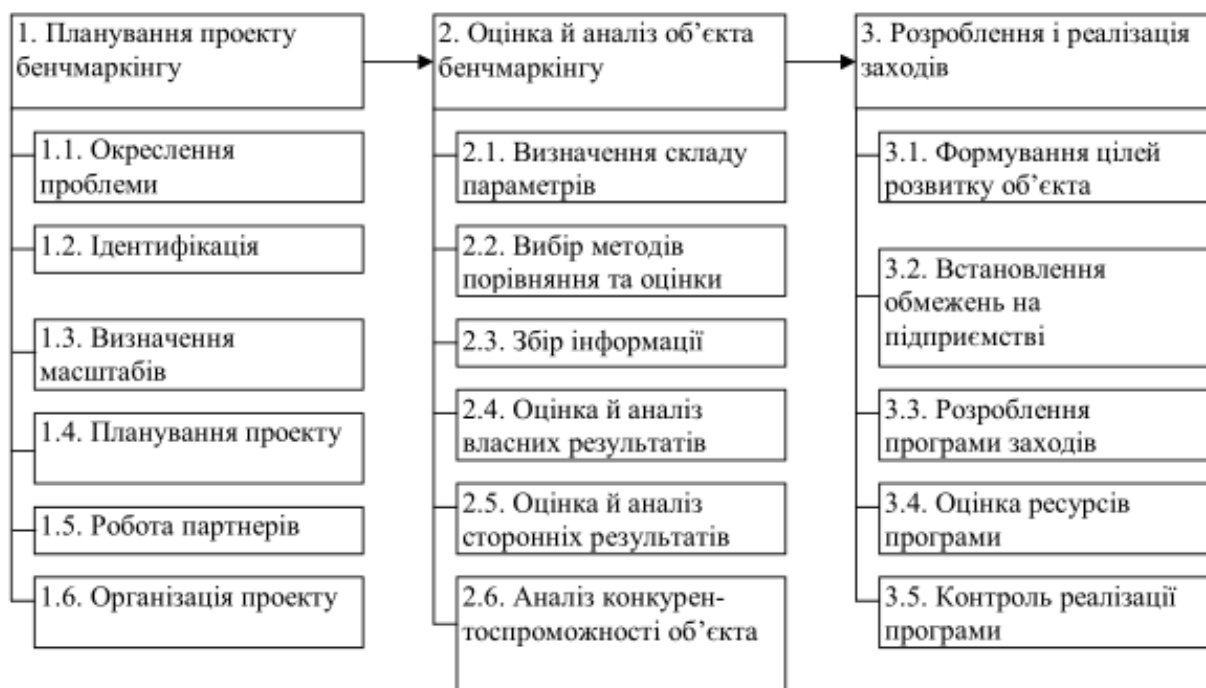 1. Планування проекту
бенчмаркінгу
1.1. Окреслення
проблеми
1.2. Ідентифікація
1.3. Визначення
масштабів
1.4. Планування проекту
1.5. Робота партнерів
1.6. Організація проекту
2. Оцінка й аналіз об’єкта
бенчмаркінгу
2.1. Визначення складу
параметрів
2.2. Вибір методів
порівняння та оцінки
2.3. Збір інформації
2.4. Оцінка й аналіз
власних результатів
2.5. Оцінка й аналіз
сторонніх результатів
2.6. Аналіз конкурен-
тоспроможності об’єкта
3. Розроблення і реалізація
заходів
3.1. Формування цілей
розвитку об’єкта
3.2. Встановлення
обмежень на
підприємстві
3.3. Розроблення
програми заходів
3.4. Оцінка ресурсів
програми
3.5. Контроль реалізації
програми